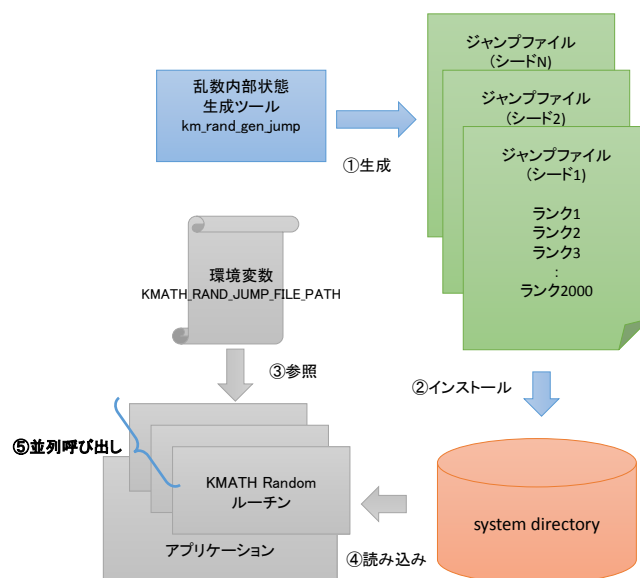 乱数内部状態
生成ツール
km_rand_gen_jump
①生成
ジャンプファイル
(シードN)
ジャンプファイル
(シード2)
ジャンプファイル
(シード1)
ランク1
ランク2
ランク3
:
ランク2000
環境変数
KMATH_RAND_JUMP_FILE_PATH
③参照
②インストール
⑤並列呼び出し
KMATH Random
ルーチン
アプリケーション
④読み込み
system directory